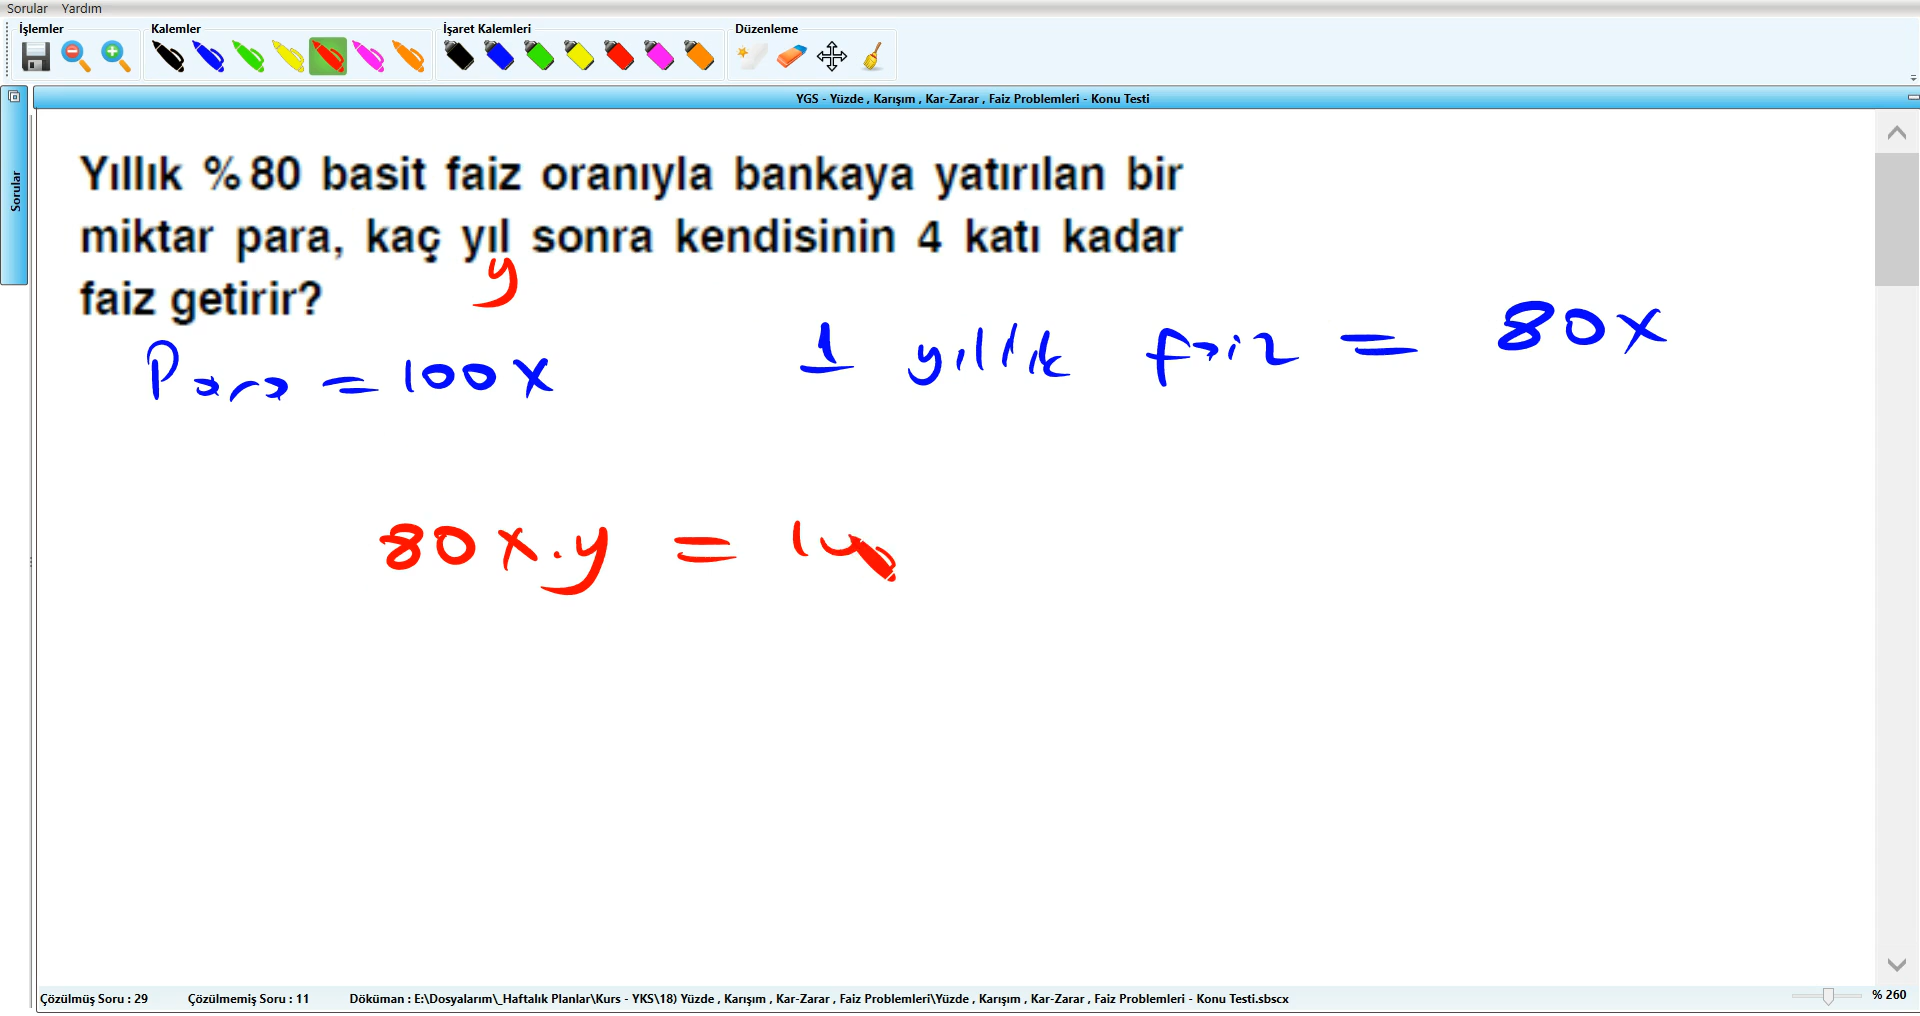 Sorular Yardım
İşlemler Kalemler İşaret Kalemleri Düzenleme
YGS - Yüzde , Karışım , Kar-Zarar , Faiz Problemleri - Konu Testi
Sorular
Yıllık %80 basit faiz oranıyla bankaya yatırılan bir
miktar para, kaç yıl sonra kendisinin 4 katı kadar
faiz getirir?
y
Para = 100x
1 yıllık faiz = 80x
80x.y = 10
Çözülmüş Soru : 29 Çözülmemiş Soru : 11 Döküman : E:\Dosyalarım\_Haftalık Planlar\Kurs - YKS\18) Yüzde , Karışım , Kar-Zarar , Faiz Problemleri\Yüzde , Karışım , Kar-Zarar , Faiz Problemleri - Konu Testi.sbscx % 260